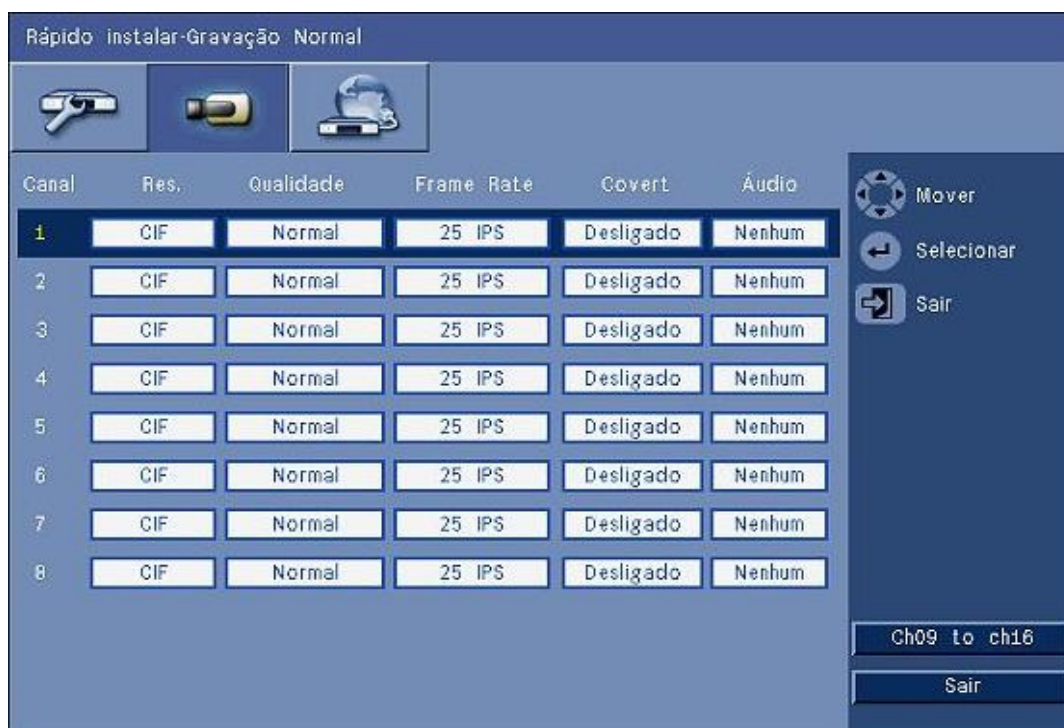 Rápido instalar-Gravação Normal
Canal Res. Qualidade Frame Rate Covert Áudio
1 CIF Normal 25 IPS Desligado Nenhum
2 CIF Normal 25 IPS Desligado Nenhum
3 CIF Normal 25 IPS Desligado Nenhum
4 CIF Normal 25 IPS Desligado Nenhum
5 CIF Normal 25 IPS Desligado Nenhum
6 CIF Normal 25 IPS Desligado Nenhum
7 CIF Normal 25 IPS Desligado Nenhum
8 CIF Normal 25 IPS Desligado Nenhum
Mover
Selecionar
Sair
Ch09 to ch16
Sair